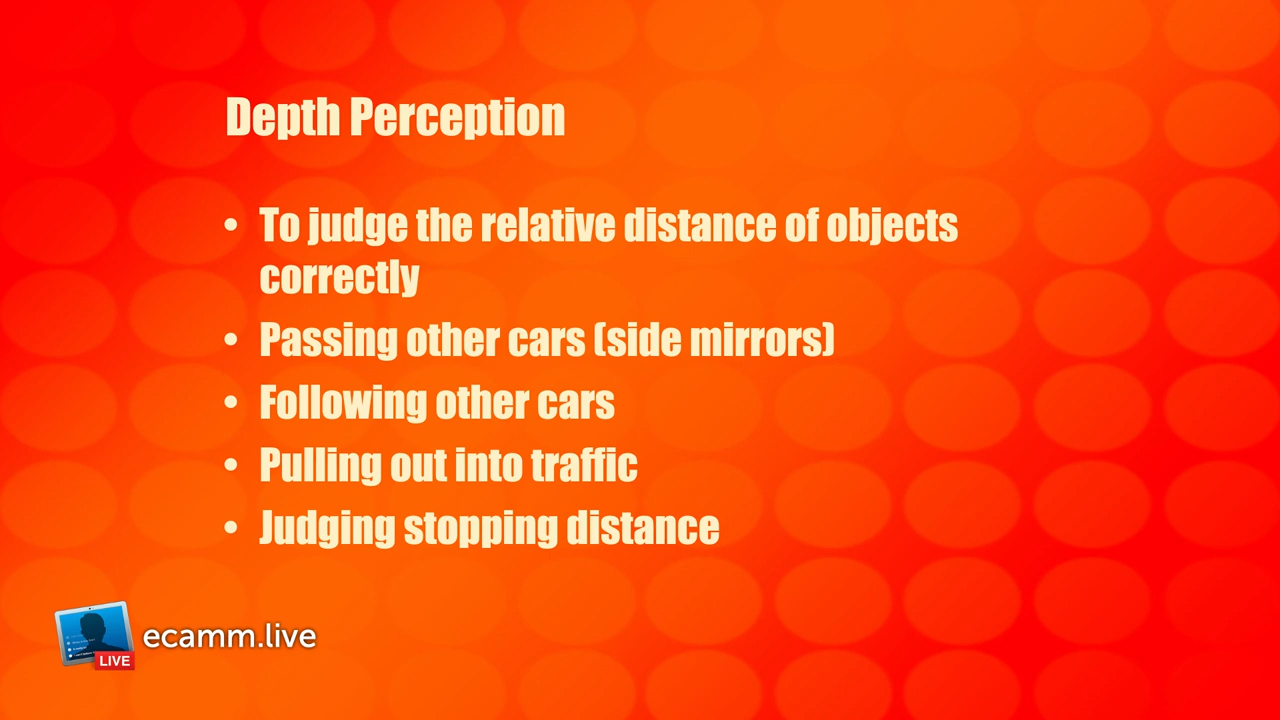 Depth Perception
• To judge the relative distance of objects
correctly
• Passing other cars (side mirrors)
• Following other cars
• Pulling out into traffic
• Judging stopping distance
ecamm.live
LIVE